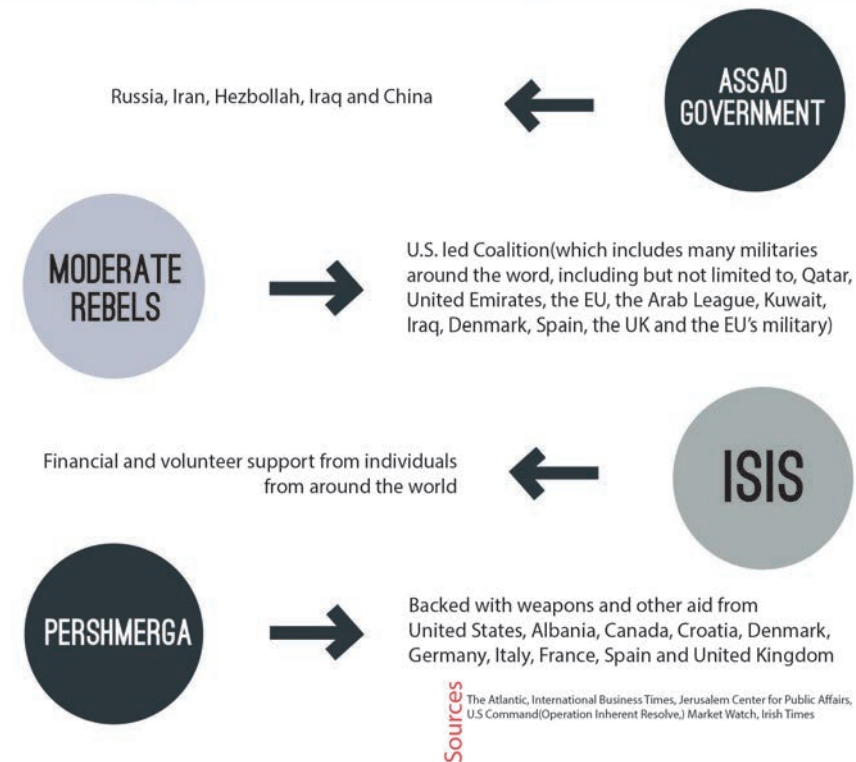 ASSAD
GOVERNMENT
Russia, Iran, Hezbollah, Iraq and China
MODERATE
REBELS
U.S. led Coalition(which includes many militaries
around the word, including but not limited to, Qatar,
United Emirates, the EU, the Arab League, Kuwait,
Iraq, Denmark, Spain, the UK and the EU's military)
ISIS
Financial and volunteer support from individuals
from around the world
PERSHMERGA
Backed with weapons and other aid from
United States, Albania, Canada, Croatia, Denmark,
Germany, Italy, France, Spain and United Kingdom
Sources
The Atlantic, International Business Times, Jerusalem Center for Public Affairs,
U.S Command(Operation Inherent Resolve,) Market Watch, Irish Times